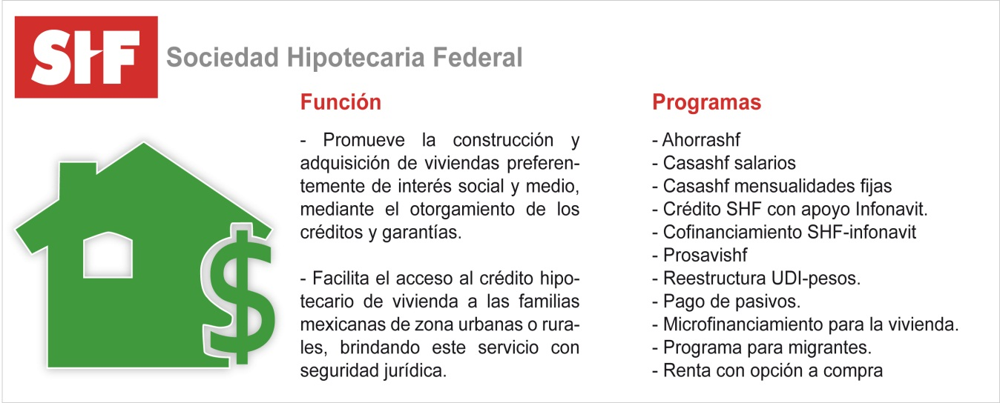 SHF
Sociedad Hipotecaria Federal
Función
- Promueve la construcción y
adquisición de viviendas preferen-
temente de interés social y medio,
mediante el otorgamiento de los
créditos y garantías.
- Facilita el acceso al crédito hipo-
tecario de vivienda a las familias
mexicanas de zona urbanas o rura-
les, brindando este servicio con
seguridad jurídica.
Programas
- Ahorrashf
- Casashf salarios
- Casashf mensualidades fijas
- Crédito SHF con apoyo Infonavit.
- Cofinanciamiento SHF-infonavit
- Prosavishf
- Reestructura UDI-pesos.
- Pago de pasivos.
- Microfinanciamiento para la vivienda.
- Programa para migrantes.
- Renta con opción a compra
$